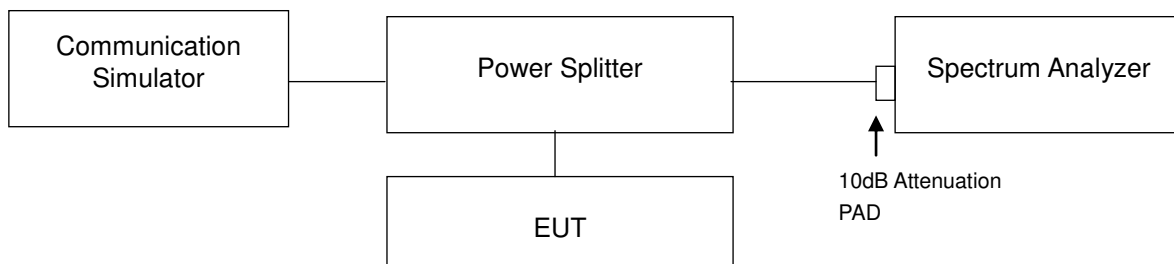 Communication
Simulator
Power Splitter
Spectrum Analyzer
10dB Attenuation
PAD
EUT